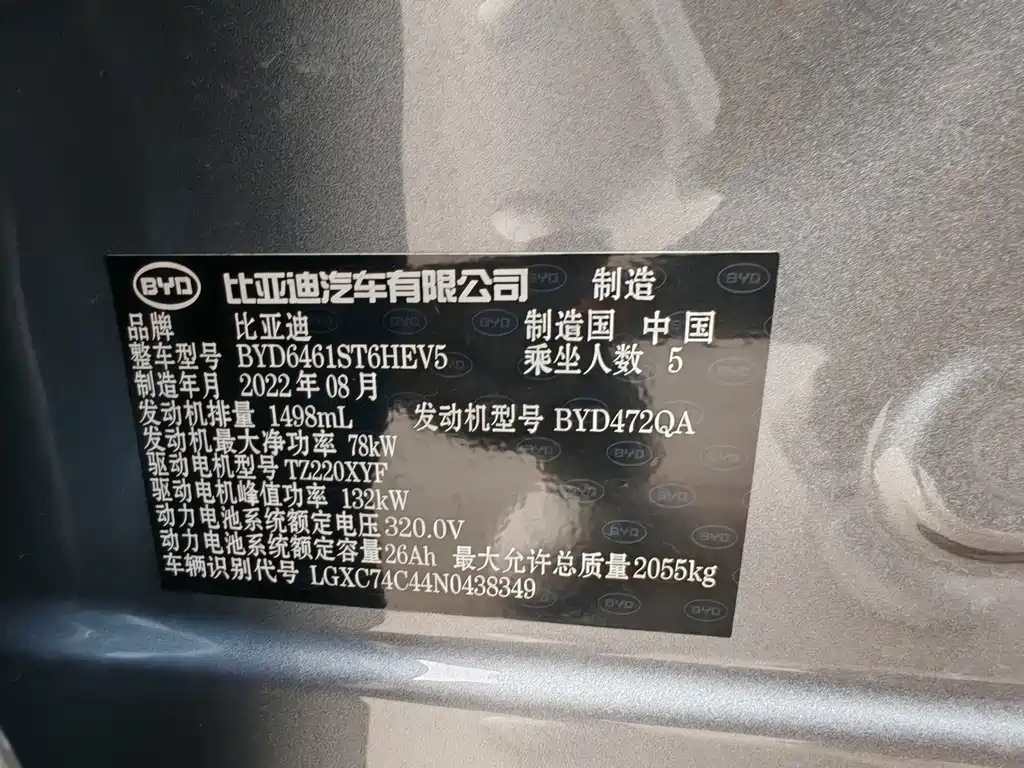 BYD 比亚迪汽车有限公司 制造
品牌 比亚迪 制造国 中国
整车型号 BYD6461ST6HEV5 乘坐人数 5
制造年月 2022年08月
发动机排量 1498mL 发动机型号 BYD472QA
发动机最大净功率 78kW
驱动电机型号 TZ220XYF
驱动电机峰值功率 132kW
动力电池系统额定电压 320.0V
动力电池系统额定容量 26Ah 最大允许总质量 2055kg
车辆识别代号 LGXC74C44N0438349